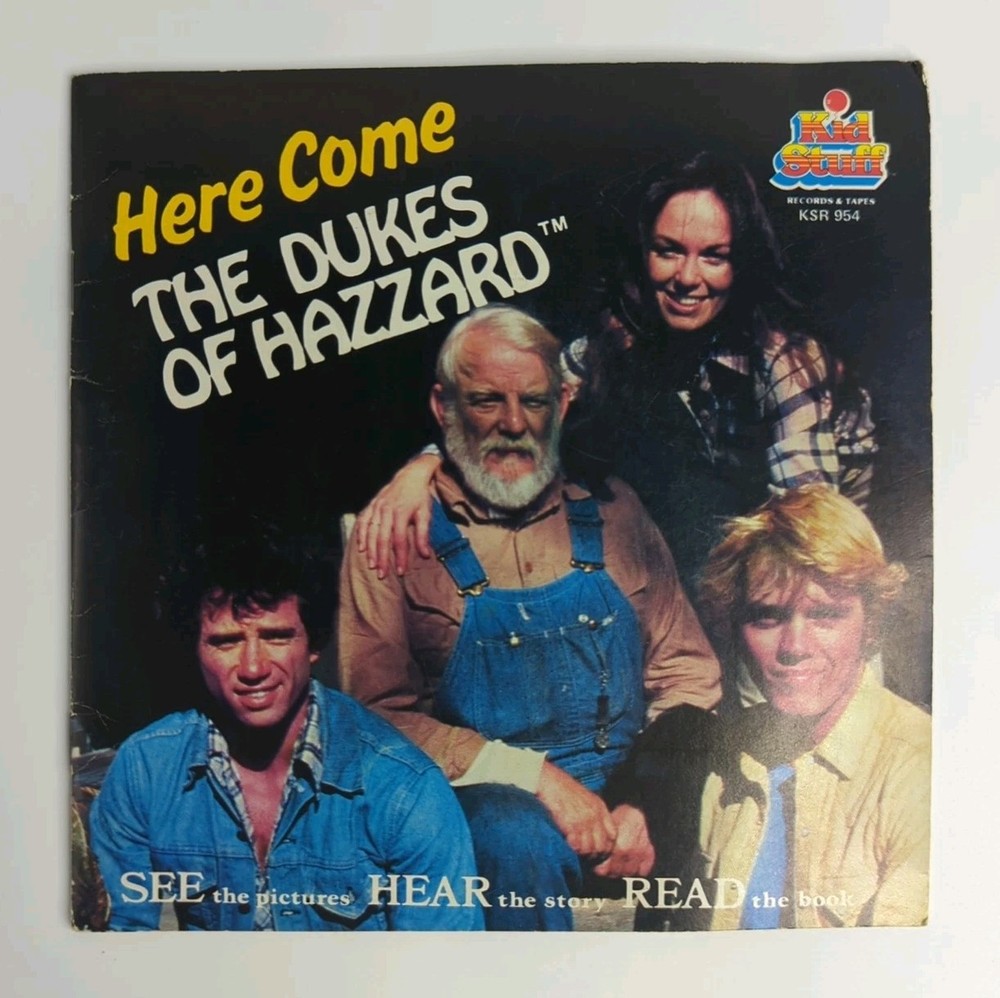 Here Come
THE DUKES
OF HAZZARD™
Kid
Stuff
RECORDS & TAPES
KSR 954
SEE the pictures HEAR the story READ the book